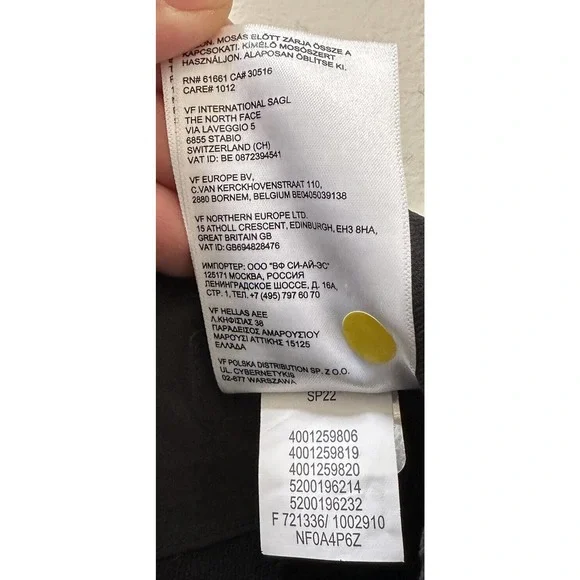 MOSÁS ELŐTT ZÁRJA ÖSSZE A
KAPCSOKATI. KÍMÉLŐ MOSÓSZERT
HASZNÁLJON. ALAPOSAN ÖBLÍTSE KI.
RN# 61661 CA# 30516
CARE# 1012
VF INTERNATIONAL SAGL
THE NORTH FACE
VIA LAVEGGIO 5
6855 STABIO
SWITZERLAND (CH)
VAT ID: BE 0872394541
VF EUROPE BV,
C.VAN KERCKHOVENSTRAAT 110,
2880 BORNEM, BELGIUM BE0405039138
VF NORTHERN EUROPE LTD.
15 ATHOLL CRESCENT, EDINBURGH, EH3 8HA,
GREAT BRITAIN GB
VAT ID: GB694828476
ИМПОРТЕР: ООО "ВФ СИ-АЙ-ЭС"
125171 МОСКВА, РОССИЯ
ЛЕНИНГРАДСКОЕ ШОССЕ, Д. 16А,
СТР. 1, ТЕЛ. +7 (495) 797 60 70
VF HELLAS AEE
Λ.ΚΗΦΙΣΙΑΣ 38
ΠΑΡΑΔΕΙΣΟΣ ΑΜΑΡΟΥΣΙΟΥ
ΜΑΡΟΥΣΙ ΑΤΤΙΚΗΣ 15125
ΕΛΛΑΔΑ
VF POLSKA DISTRIBUTION SP. Z O.O.
UL. CYBERNETYKI
02-677 WARSZAWA
SP22
4001259806
4001259819
4001259820
5200196214
5200196232
F 721336/ 1002910
NF0A4P6Z